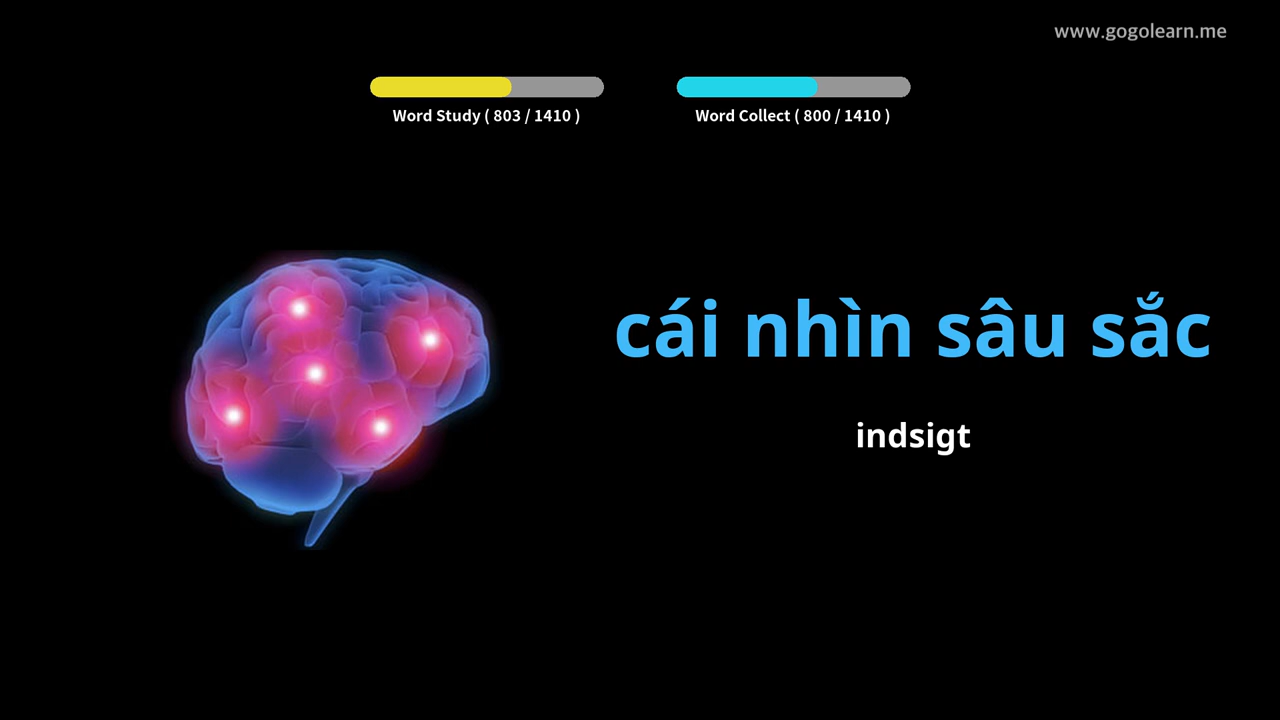 www.gogolearn.me
Word Study ( 803 / 1410 )
Word Collect ( 800 / 1410 )
cái nhìn sâu sắc
indsigt